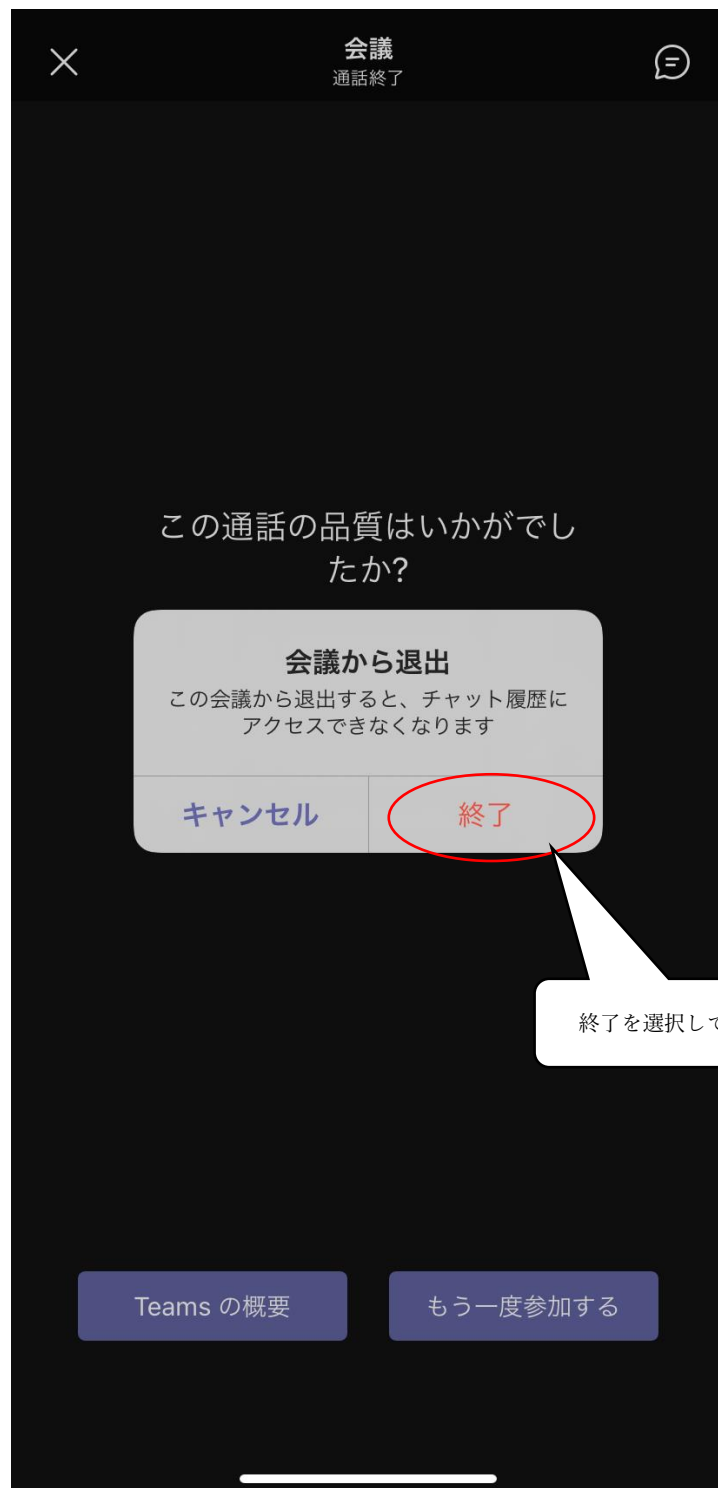 会議
通話終了
この通話の品質はいかがでし
たか?
会議から退出
この会議から退出すると、チャット履歴に
アクセスできなくなります
キャンセル
終了
終了を選択して
Teams の概要
もう一度参加する